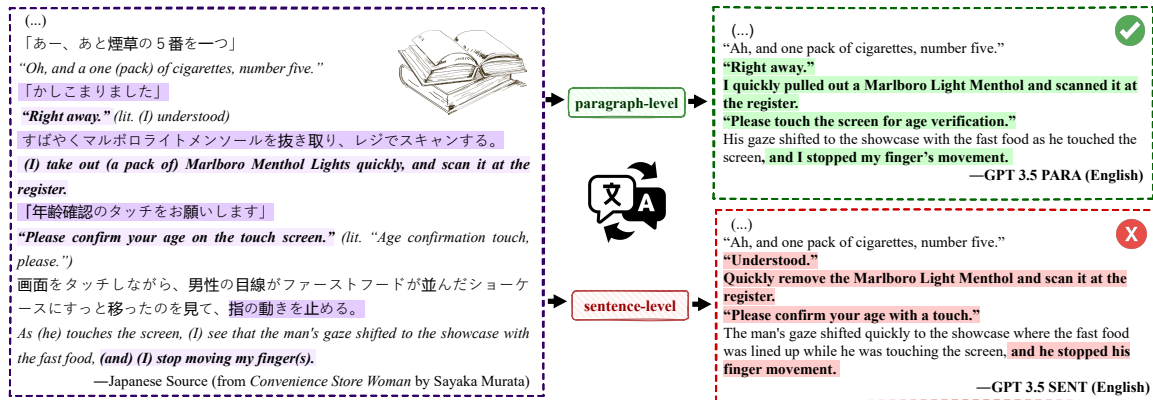 (...)
「あー、あと煙草の５番を一つ」
“Oh, and a one (pack) of cigarettes, number five.”
「かしこまりました」
“Right away.” (lit. (I) understood)
すばやくマルボロライトメンソールを抜き取り、レジでスキャンする。
(I) take out (a pack of) Marlboro Menthol Lights quickly, and scan it at the
register.
「年齢確認のタッチをお願いします」
“Please confirm your age on the touch screen.” (lit. “Age confirmation touch,
please.”)
画面をタッチしながら、男性の目線がファーストフードが並んだショーケ
ースにすっと移ったのを見て、指の動きを止める。
As (he) touches the screen, (I) see that the man's gaze shifted to the showcase with
the fast food, (and) (I) stop moving my finger(s).
—Japanese Source (from Convenience Store Woman by Sayaka Murata)
paragraph-level
文 A
sentence-level
(...)
“Ah, and one pack of cigarettes, number five.”
“Right away.”
I quickly pulled out a Marlboro Light Menthol and scanned it at
the register.
“Please touch the screen for age verification.”
His gaze shifted to the showcase with the fast food as he touched the
screen, and I stopped my finger’s movement.
—GPT 3.5 PARA (English)
(...)
X
“Ah, and one pack of cigarettes, number five.”
“Understood.”
Quickly remove the Marlboro Light Menthol and scan it at the
register.
“Please confirm your age with a touch.”
The man's gaze shifted quickly to the showcase where the fast food
was lined up while he was touching the screen, and he stopped his
finger movement.
—GPT 3.5 SENT (English)